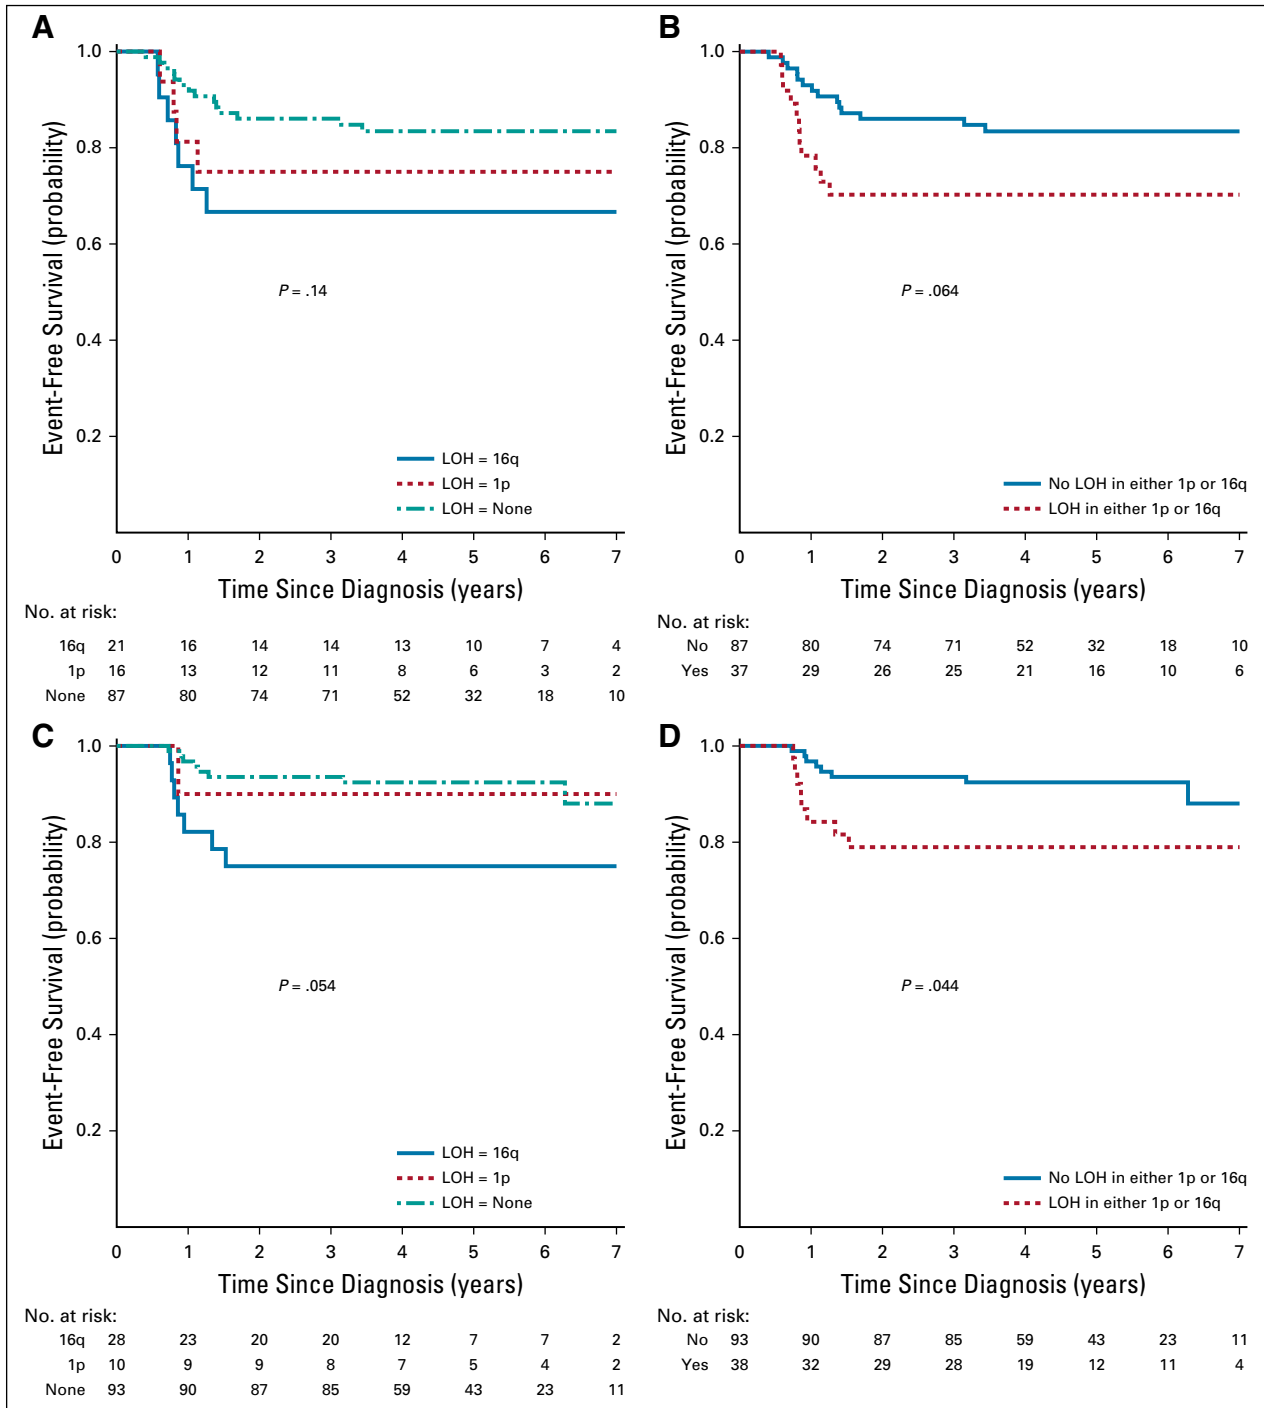 A
Event-Free Survival (probability)
1.0
0.8
0.6
0.4
0.2
P = .14
LOH = 16q
LOH = 1p
LOH = None
0 1 2 3 4 5 6 7
Time Since Diagnosis (years)
No. at risk:
16q 21 16 14 14 13 10 7 4
1p 16 13 12 11 8 6 3 2
None 87 80 74 71 52 32 18 10
B
Event-Free Survival (probability)
1.0
0.8
0.6
0.4
0.2
P = .064
No LOH in either 1p or 16q
LOH in either 1p or 16q
0 1 2 3 4 5 6 7
Time Since Diagnosis (years)
No. at risk:
No 87 80 74 71 52 32 18 10
Yes 37 29 26 25 21 16 10 6
C
Event-Free Survival (probability)
1.0
0.8
0.6
0.4
0.2
P = .054
LOH = 16q
LOH = 1p
LOH = None
0 1 2 3 4 5 6 7
Time Since Diagnosis (years)
No. at risk:
16q 28 23 20 20 12 7 7 2
1p 10 9 9 8 7 5 4 2
None 93 90 87 85 59 43 23 11
D
Event-Free Survival (probability)
1.0
0.8
0.6
0.4
0.2
P = .044
No LOH in either 1p or 16q
LOH in either 1p or 16q
0 1 2 3 4 5 6 7
Time Since Diagnosis (years)
No. at risk:
No 93 90 87 85 59 43 23 11
Yes 38 32 29 28 19 12 11 4